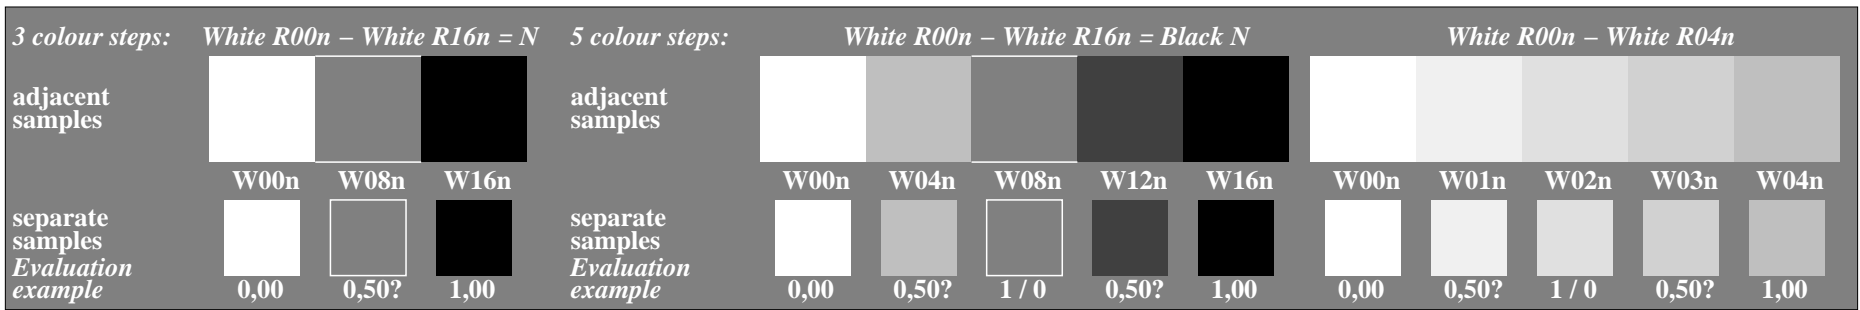 3 colour steps: White R00n – White R16n = N 5 colour steps: White R00n – White R16n = Black N White R00n – White R04n
adjacent
samples
adjacent
samples
W00n W08n W16n W00n W04n W08n W12n W16n W00n W01n W02n W03n W04n
separate
samples
separate
samples
Evaluation
example 0,00 0,50? 1,00
Evaluation
example 0,00 0,50? 1 / 0 0,50? 1,00 0,00 0,50? 1 / 0 0,50? 1,00